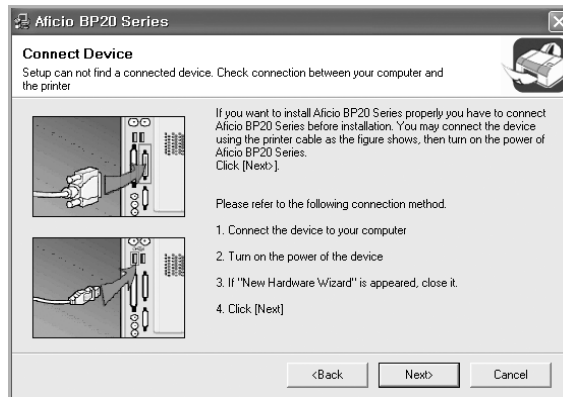 Aficio BP20 Series
Connect Device
Setup can not find a connected device. Check connection between your computer and
the printer
If you want to install Aficio BP20 Series properly you have to connect
Aficio BP20 Series before installation. You may connect the device
using the printer cable as the figure shows, then turn on the power of
Aficio BP20 Series.
Click [Next>].
Please refer to the following connection method.
1. Connect the device to your computer
2. Turn on the power of the device
3. If "New Hardware Wizard" is appeared, close it.
4. Click [Next]
<Back
Next>
Cancel